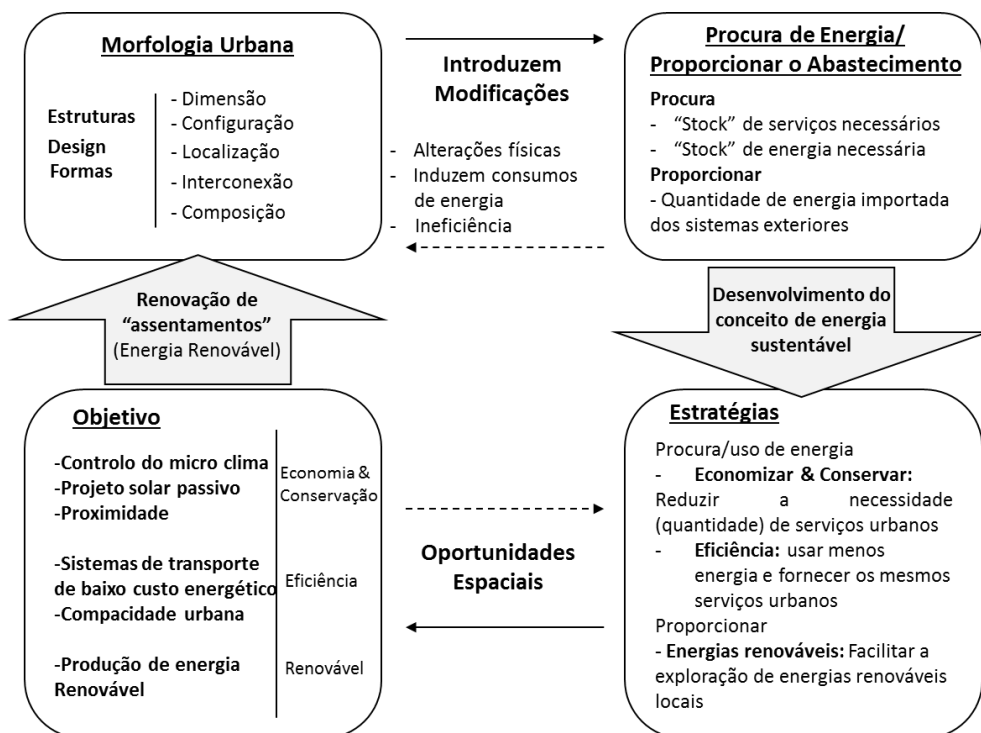 Morfologia Urbana
Estruturas
Design
Formas
- Dimensão
- Configuração
- Localização
- Interconexão
- Composição
Introduzem
Modificações
- Alterações físicas
- Induzem consumos
de energia
- Ineficiência
Procura de Energia/
Proporcionar o Abastecimento
Procura
- “Stock” de serviços necessários
- “Stock” de energia necessária
Proporcionar
- Quantidade de energia importada
dos sistemas exteriores
Renovação de
“assentamentos”
(Energia Renovável)
Desenvolvimento do
conceito de energia
sustentável
Objetivo
-Controlo do micro clima
-Projeto solar passivo
-Proximidade
Economia &
Conservação
-Sistemas de transporte
de baixo custo energético
-Compacidade urbana
Eficiência
-Produção de energia
Renovável
Renovável
Oportunidades
Espaciais
Estratégias
Procura/uso de energia
- Economizar & Conservar:
Reduzir a necessidade
(quantidade) de serviços urbanos
- Eficiência: usar menos
energia e fornecer os mesmos
serviços urbanos
Proporcionar
- Energias renováveis: Facilitar a
exploração de energias renováveis
locais